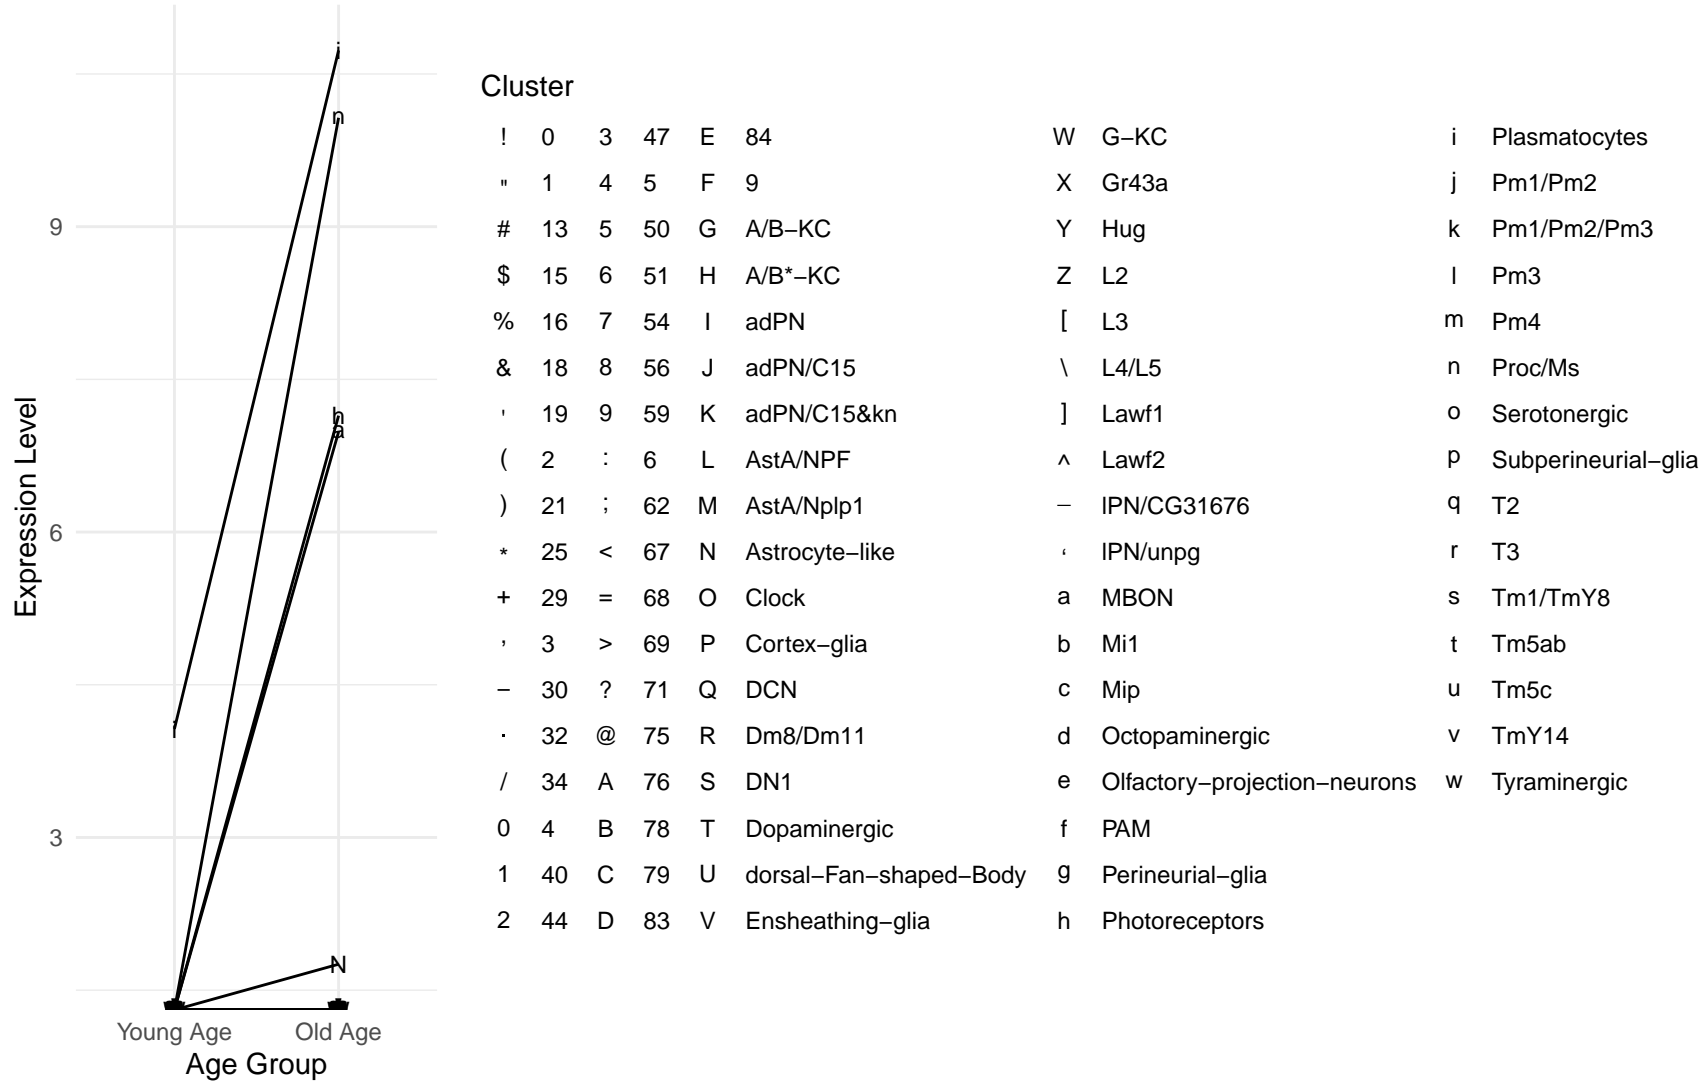 i
n
h
a
i
N
9
6
3
Expression Level
Young Age Old Age
Age Group
Cluster
! 0 3 47 E 84 W G−KC i Plasmatocytes
" 1 4 5 F 9 X Gr43a j Pm1/Pm2
# 13 5 50 G A/B−KC Y Hug k Pm1/Pm2/Pm3
$ 15 6 51 H A/B*−KC Z L2 l Pm3
% 16 7 54 I adPN [ L3 m Pm4
& 18 8 56 J adPN/C15 \ L4/L5 n Proc/Ms
' 19 9 59 K adPN/C15&kn ] Lawf1 o Serotonergic
( 2 : 6 L AstA/NPF ^ Lawf2 p Subperineurial−glia
) 21 ; 62 M AstA/Nplp1 – lPN/CG31676 q T2
* 25 < 67 N Astrocyte−like ‘ lPN/unpg r T3
+ 29 = 68 O Clock a MBON s Tm1/TmY8
, 3 > 69 P Cortex−glia b Mi1 t Tm5ab
− 30 ? 71 Q DCN c Mip u Tm5c
. 32 @ 75 R Dm8/Dm11 d Octopaminergic v TmY14
/ 34 A 76 S DN1 e Olfactory−projection−neurons w Tyraminergic
0 4 B 78 T Dopaminergic f PAM
1 40 C 79 U dorsal−Fan−shaped−Body g Perineurial−glia
2 44 D 83 V Ensheathing−glia h Photoreceptors